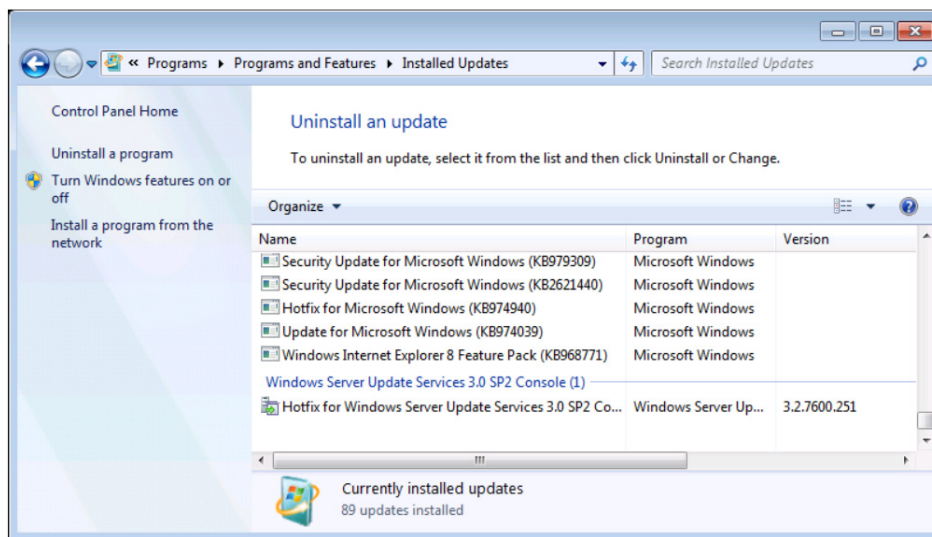 « Programs ▸ Programs and Features ▸ Installed Updates
Search Installed Updates
Control Panel Home
Uninstall a program
Turn Windows features on or
off
Install a program from the
network
Uninstall an update
To uninstall an update, select it from the list and then click Uninstall or Change.
Organize
Name Program Version
Security Update for Microsoft Windows (KB979309) Microsoft Windows
Security Update for Microsoft Windows (KB2621440) Microsoft Windows
Hotfix for Microsoft Windows (KB974940) Microsoft Windows
Update for Microsoft Windows (KB974039) Microsoft Windows
Windows Internet Explorer 8 Feature Pack (KB968771) Microsoft Windows
Windows Server Update Services 3.0 SP2 Console (1)
Hotfix for Windows Server Update Services 3.0 SP2 Co... Windows Server Up... 3.2.7600.251
Currently installed updates
89 updates installed